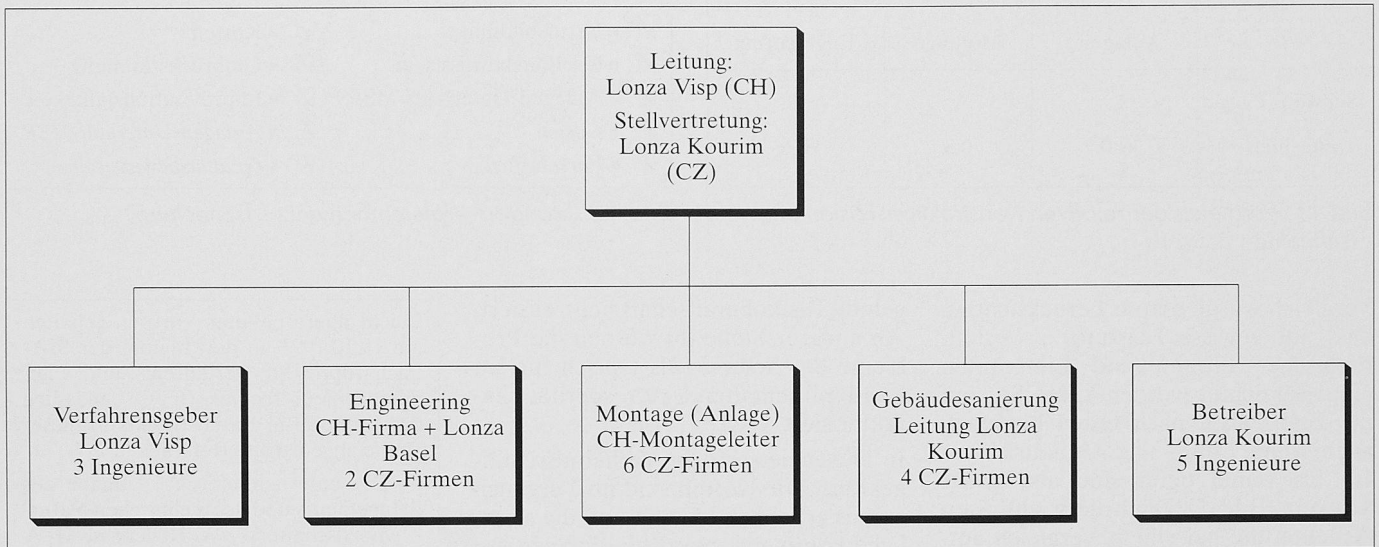 Leitung:
Lonza Visp (CH)
Stellvertretung:
Lonza Kourim
(CZ)
Verfahrensgeber
Lonza Visp
3 Ingenieure
Engineering
CH-Firma + Lonza
Basel
2 CZ-Firmen
Montage (Anlage)
CH-Montageleiter
6 CZ-Firmen
Gebäudesanierung
Leitung Lonza
Kourim
4 CZ-Firmen
Betreiber
Lonza Kourim
5 Ingenieure